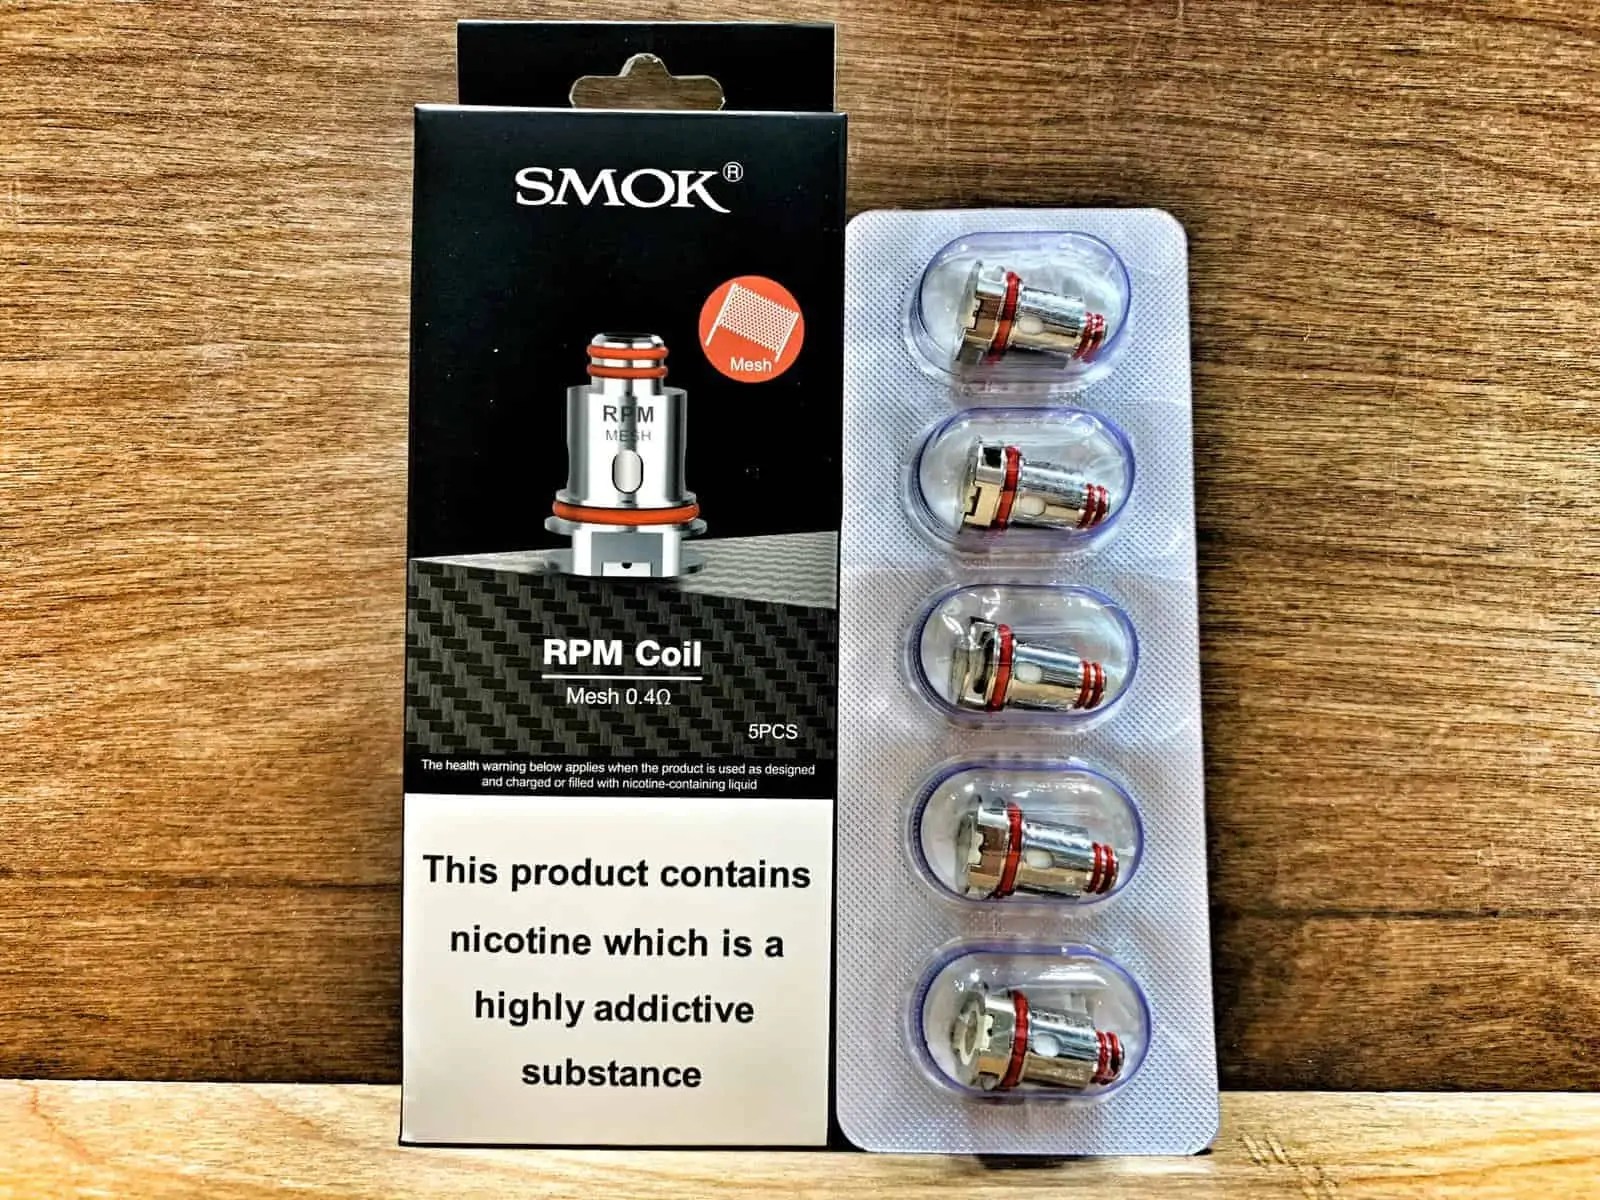 SMOK®
Mesh
RPM
MESH
RPM Coil
Mesh 0.4Ω
5PCS
The health warning below applies when the product is used as designed
and charged or filled with nicotine-containing liquid
This product contains
nicotine which is a
highly addictive
substance